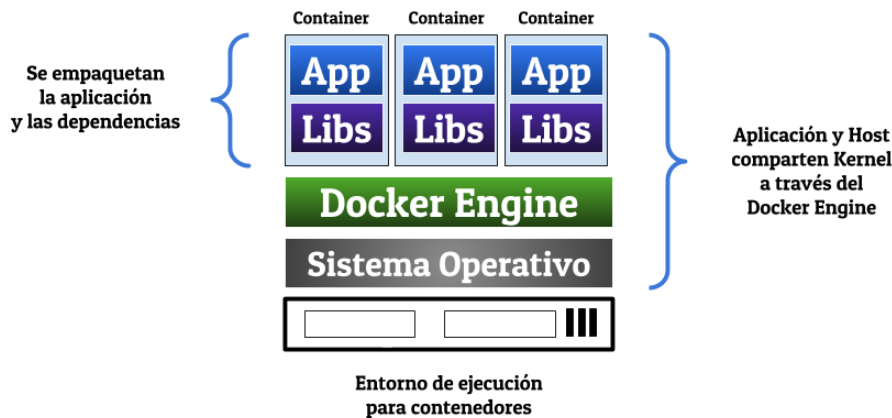 Container Container Container
Se empaquetan
la aplicación
y las dependencias
App App App
Libs Libs Libs
Aplicación y Host
comparten Kernel
a través del
Docker Engine
Docker Engine
Sistema Operativo
Entorno de ejecución
para contenedores